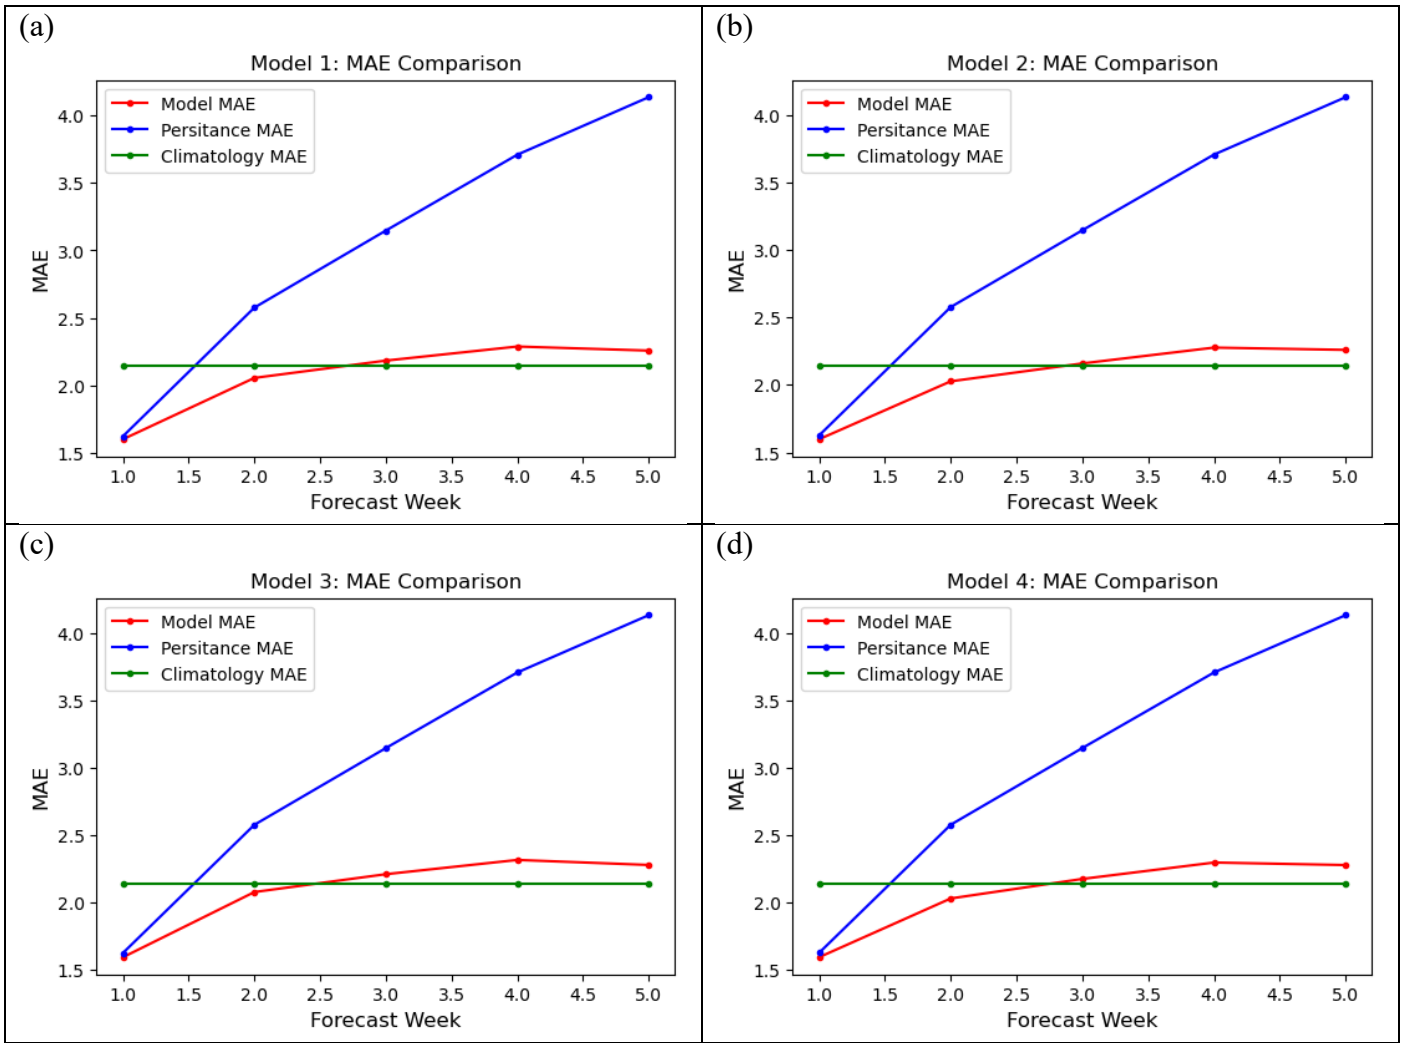 (a)
Model 1: MAE Comparison
Model MAE
Persitance MAE
Climatology MAE
MAE
4.0
3.5
3.0
2.5
2.0
1.5
1.0 1.5 2.0 2.5 3.0 3.5 4.0 4.5 5.0
Forecast Week
(b)
Model 2: MAE Comparison
Model MAE
Persitance MAE
Climatology MAE
MAE
4.0
3.5
3.0
2.5
2.0
1.5
1.0 1.5 2.0 2.5 3.0 3.5 4.0 4.5 5.0
Forecast Week
(c)
Model 3: MAE Comparison
Model MAE
Persitance MAE
Climatology MAE
MAE
4.0
3.5
3.0
2.5
2.0
1.5
1.0 1.5 2.0 2.5 3.0 3.5 4.0 4.5 5.0
Forecast Week
(d)
Model 4: MAE Comparison
Model MAE
Persitance MAE
Climatology MAE
MAE
4.0
3.5
3.0
2.5
2.0
1.5
1.0 1.5 2.0 2.5 3.0 3.5 4.0 4.5 5.0
Forecast Week